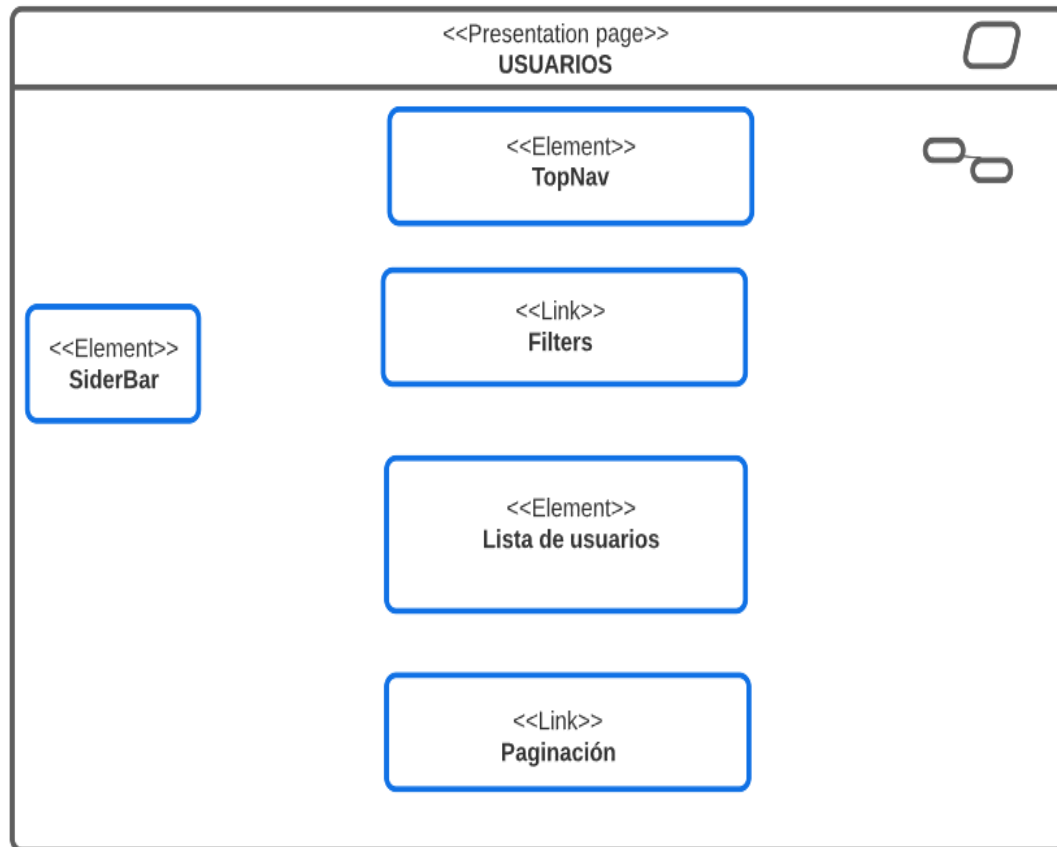 <<Presentation page>>
USUARIOS
<<Element>>
TopNav
<<Link>>
Filters
<<Element>>
SiderBar
<<Element>>
Lista de usuarios
<<Link>>
Paginación